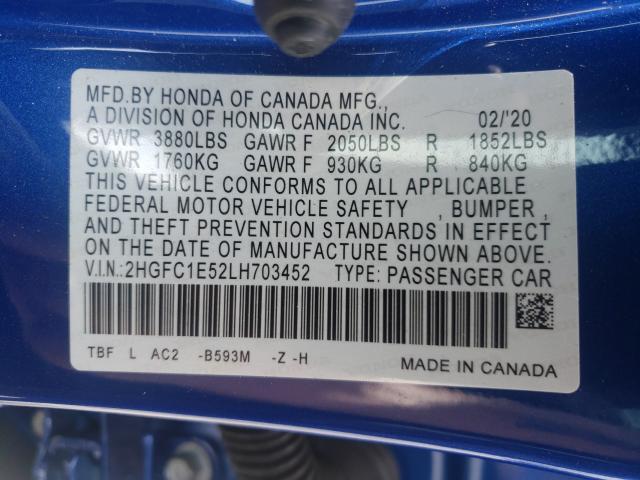 MFD.BY HONDA OF CANADA MFG.,
A DIVISION OF HONDA CANADA INC. 02/'20
GVWR 3880LBS GAWR F 2050LBS R 1852LBS
GVWR 1760KG GAWR F 930KG R 840KG
THIS VEHICLE CONFORMS TO ALL APPLICABLE
FEDERAL MOTOR VEHICLE SAFETY , BUMPER ,
AND THEFT PREVENTION STANDARDS IN EFFECT
ON THE DATE OF MANUFACTURE SHOWN ABOVE.
V.I.N.:2HGFC1E52LH703452 TYPE: PASSENGER CAR
TBF L AC2 -B593M -Z -H
MADE IN CANADA